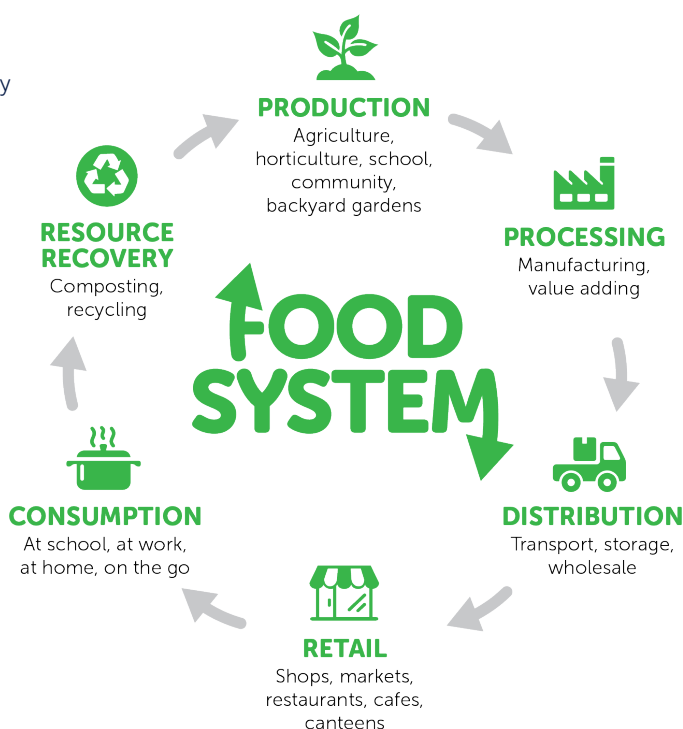 y
PRODUCTION
Agriculture,
horticulture, school,
community,
backyard gardens
PROCESSING
Manufacturing,
value adding
DISTRIBUTION
Transport, storage,
wholesale
RETAIL
Shops, markets,
restaurants, cafes,
canteens
CONSUMPTION
At school, at work,
at home, on the go
RESOURCE
RECOVERY
Composting,
recycling
FOOD
SYSTEM